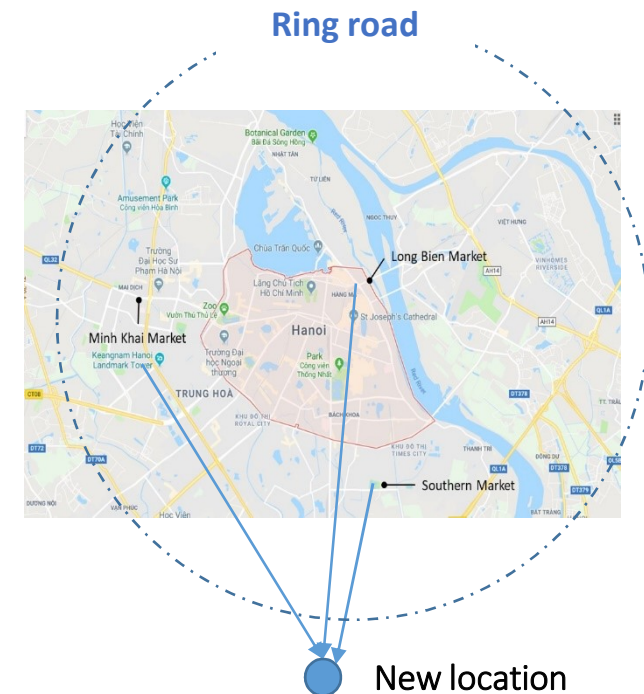 Ring road
Học Viện
Tài Chính
Botanical Garden
Bãi Đá Sông Hồng
NHẬT TÂN
TỨ LIÊN
Amusement Park
Công viên Hòa Bình
NGỌC THỤY
VIỆT HƯNG
Red River
Chùa Trấn Quốc
Long Bien Market
VINHOMES
RIVERSIDE
QL32
Trường
Đại Học Sư
Phạm Hà Nội
AH14
MAI DỊCH
Lăng Chủ Tịch
Hồ Chí Minh
HÀNG MÃ
QL1A
Zoo
Vườn Thú Thủ Lệ
St Joseph's Cathedral
AH14
Minh Khai Market
Hanoi
Keangnam Hanoi
Landmark Tower
Trường Đại
học Ngoại
thương
Park
Công viên
Thống Nhất
Red River
CT08
TRUNG HOÀ
DT378
BÁCH KHOA
KHU ĐÔ THỊ
ROYAL CITY
DT72
KHU ĐÔ THỊ
TIMES CITY
THANH TRÌ
DT70A
QL1A
ĐÔNG DƯ
DT378
Southern Market
DT379
DƯƠNG NỘI
VẠN PHÚC
Học Viện
BÁT TRÀNG
New location